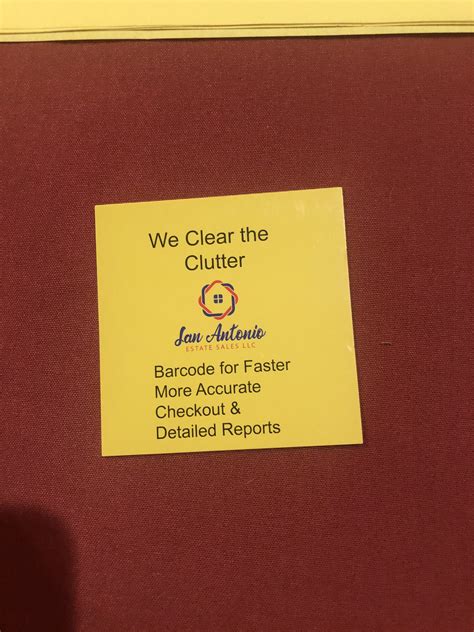 We Clear the
Clutter
San Antonio
ESTATE SALES LLC
Barcode for Faster
More Accurate
Checkout &
Detailed Reports